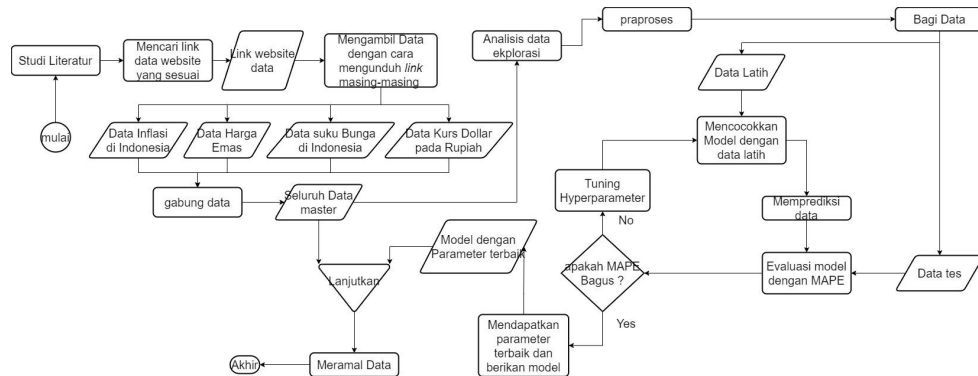 mulai
Studi Literatur
Mencari link
data website
yang sesuai
Link website
data
Mengambil Data
dengan cara
mengunduh link
masing-masing
Data Inflasi
di Indonesia
Data Harga
Emas
Data suku Bunga
di Indonesia
Data Kurs Dollar
pada Rupiah
gabung data
Seluruh Data
master
Analisis data
ekplorasi
praproses
Bagi Data
Data Latih
Mencocokkan
Model dengan
data latih
Memprediksi
data
Data tes
Evaluasi model
dengan MAPE
apakah MAPE
Bagus ?
No
Tuning
Hyperparameter
Yes
Mendapatkan
parameter
terbaik dan
berikan model
Model dengan
Parameter terbaik
Lanjutkan
Meramal Data
Akhir